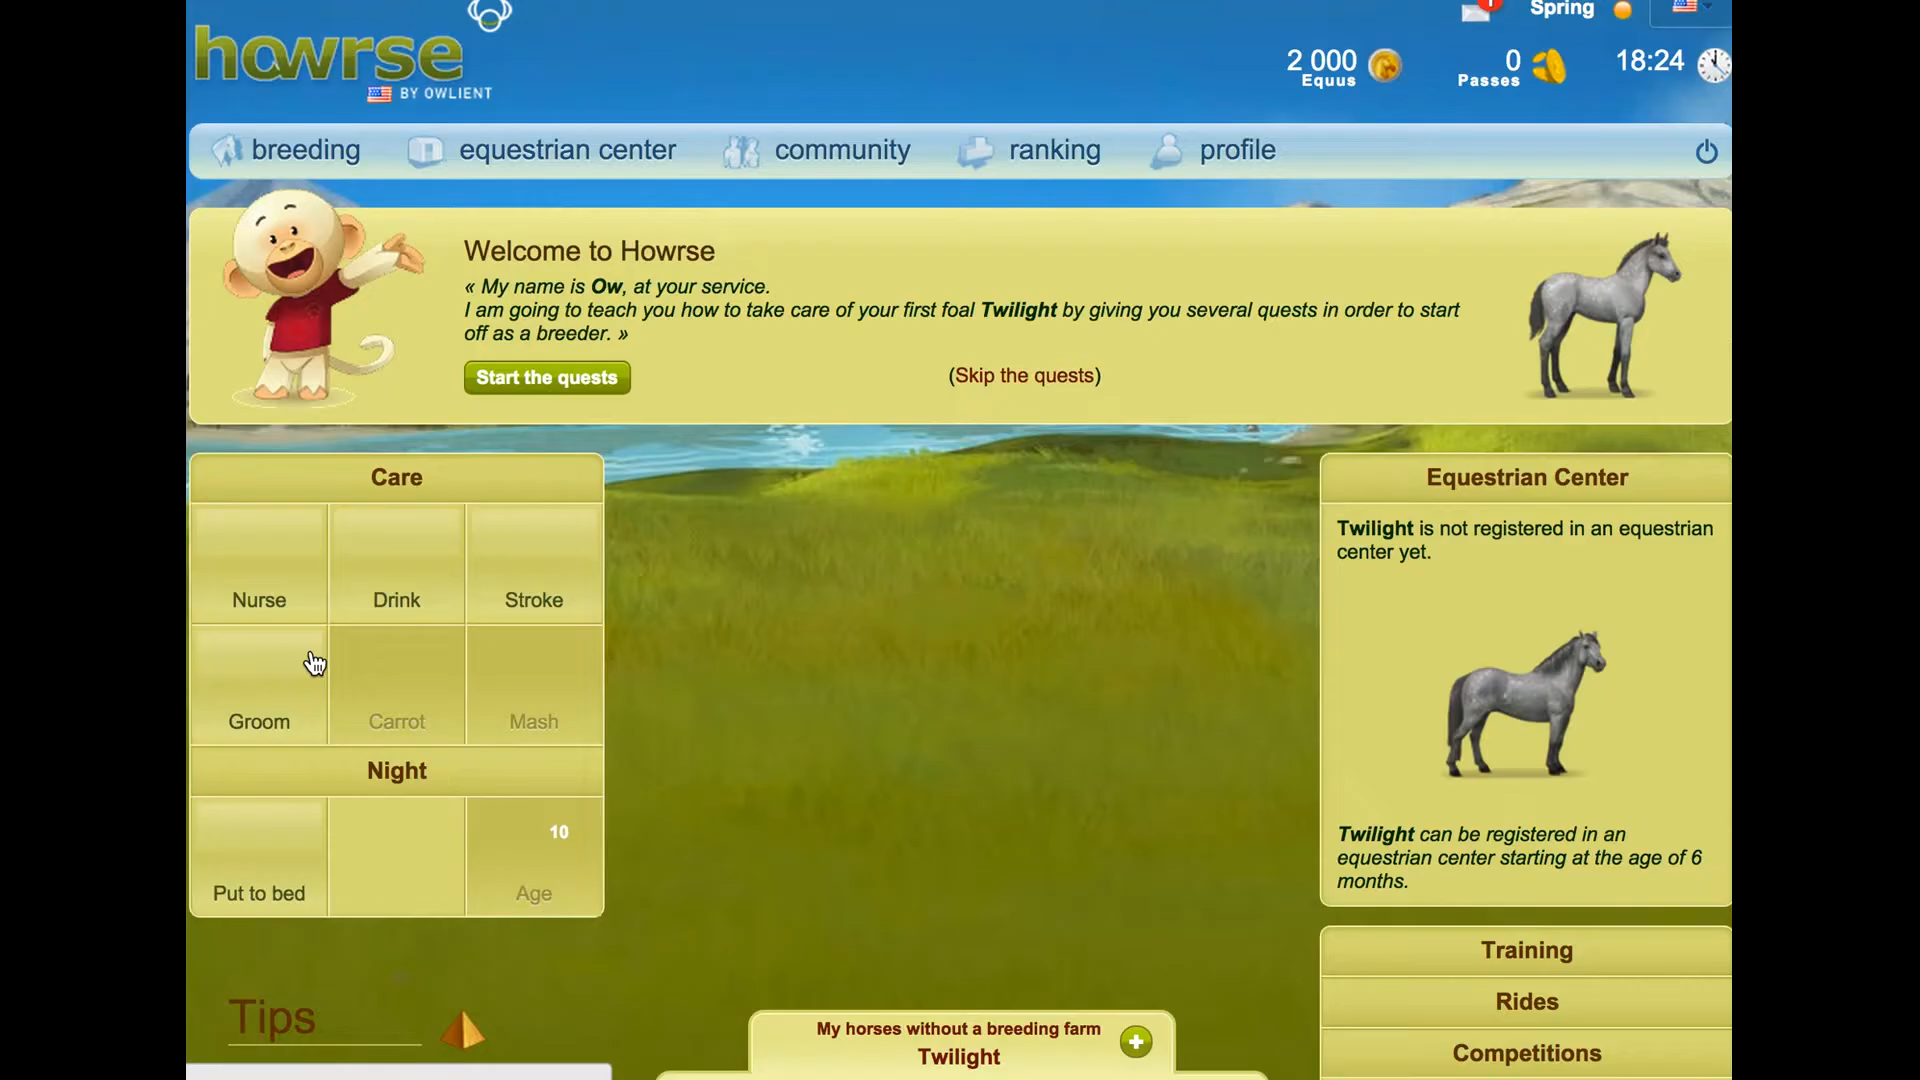 howrse
BY OWLIENT
1
Spring
2 000
Equus
0
Passes
18:24
breeding
equestrian center
community
ranking
profile
Welcome to Howrse
« My name is Ow, at your service.
I am going to teach you how to take care of your first foal Twilight by giving you several quests in order to start
off as a breeder. »
Start the quests
(Skip the quests)
Care
Nurse
Drink
Stroke
Groom
Carrot
Mash
Night
Put to bed
10
Age
Tips
Equestrian Center
Twilight is not registered in an equestrian
center yet.
Twilight can be registered in an
equestrian center starting at the age of 6
months.
Training
Rides
Competitions
My horses without a breeding farm
Twilight